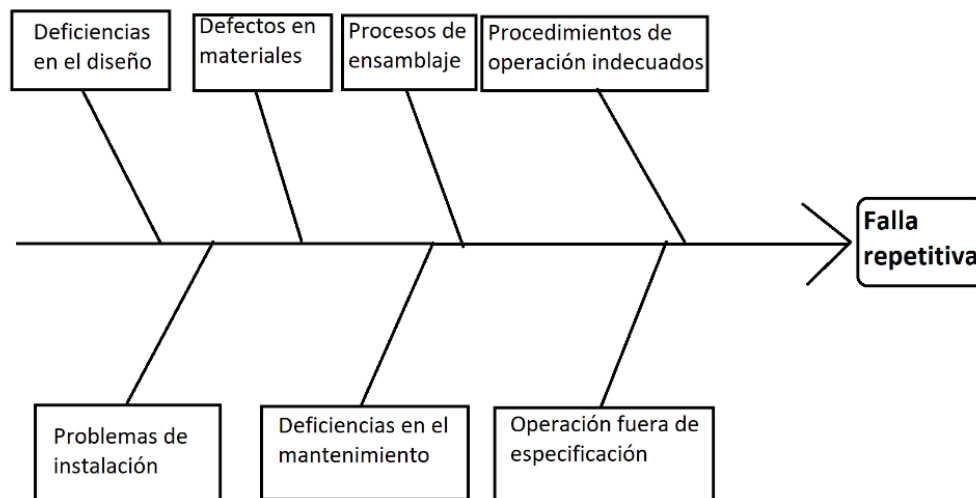 Deficiencias
en el diseño
Defectos en
materiales
Procesos de
ensamblaje
Procedimientos de
operación indecuados
Falla
repetitiva
Problemas de
instalación
Deficiencias en el
mantenimiento
Operación fuera de
especificación